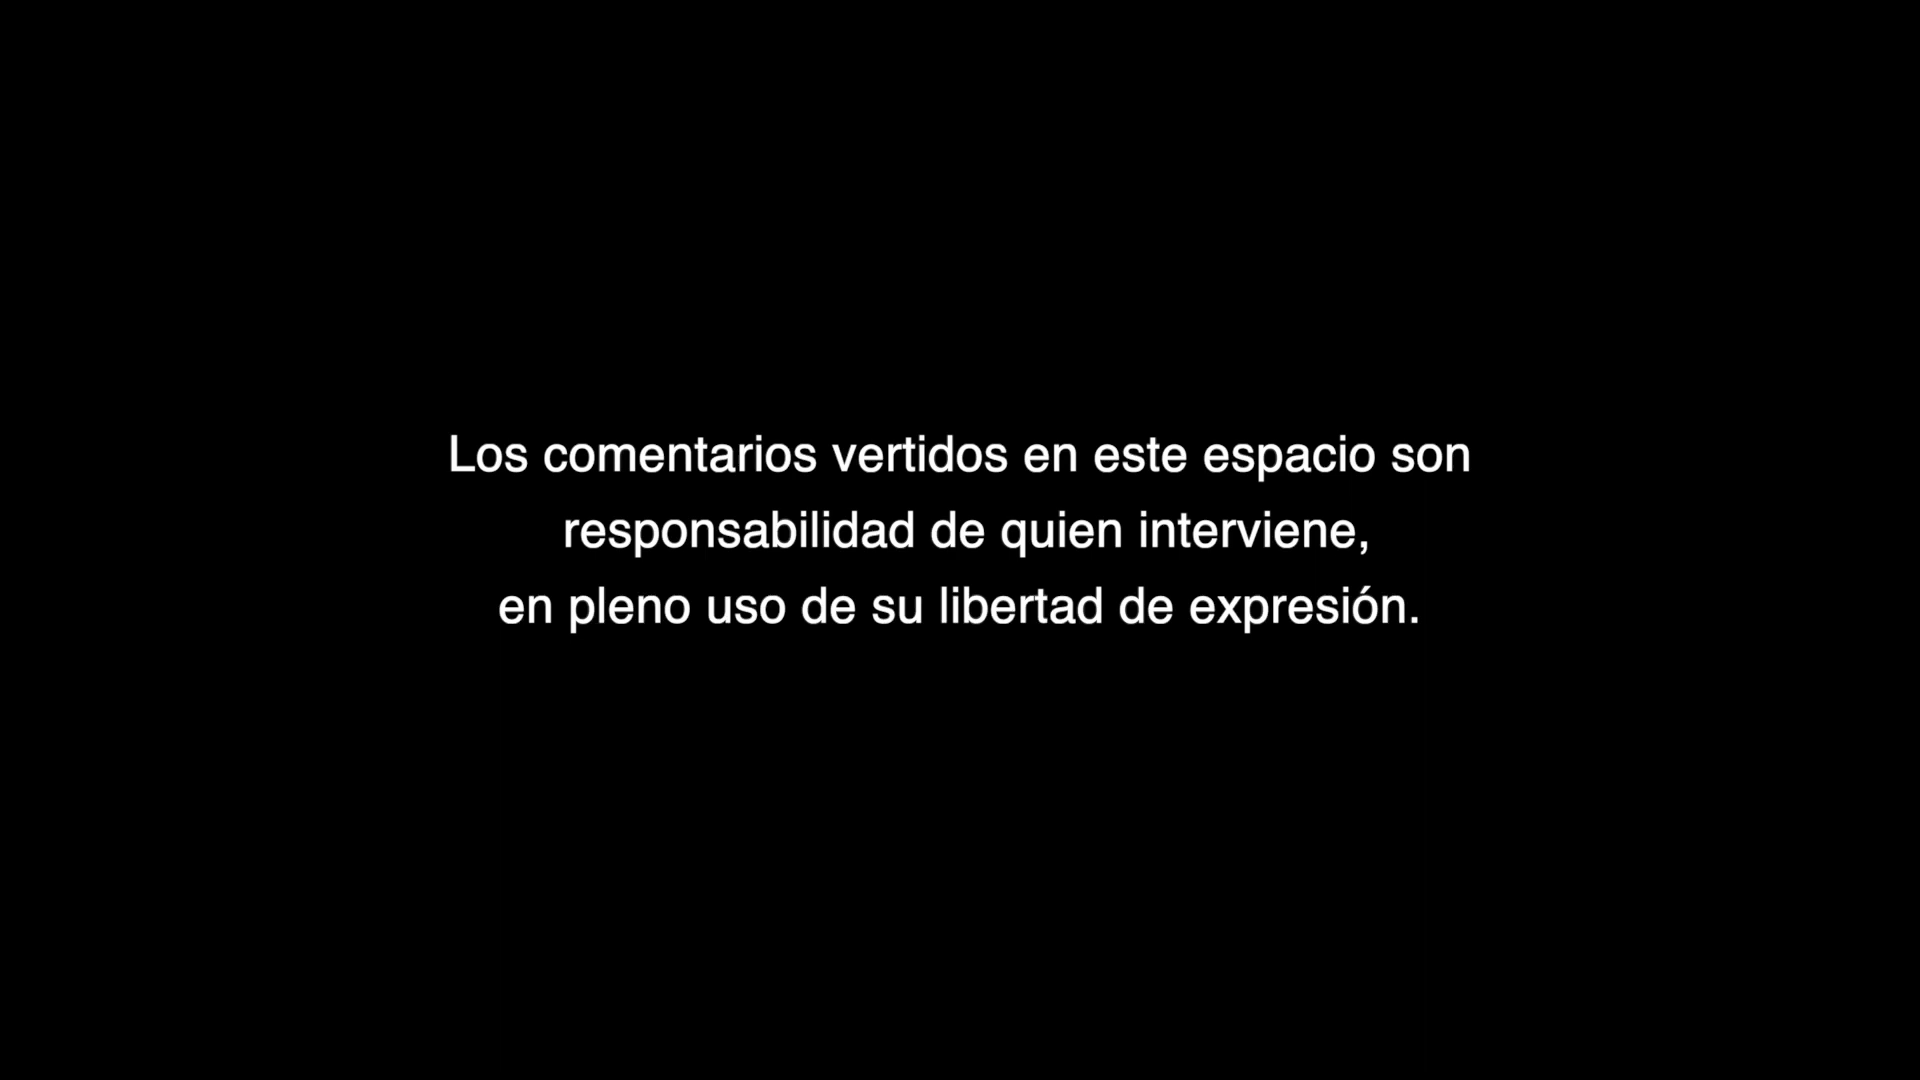 Los comentarios vertidos en este espacio son
responsabilidad de quien interviene,
en pleno uso de su libertad de expresión.